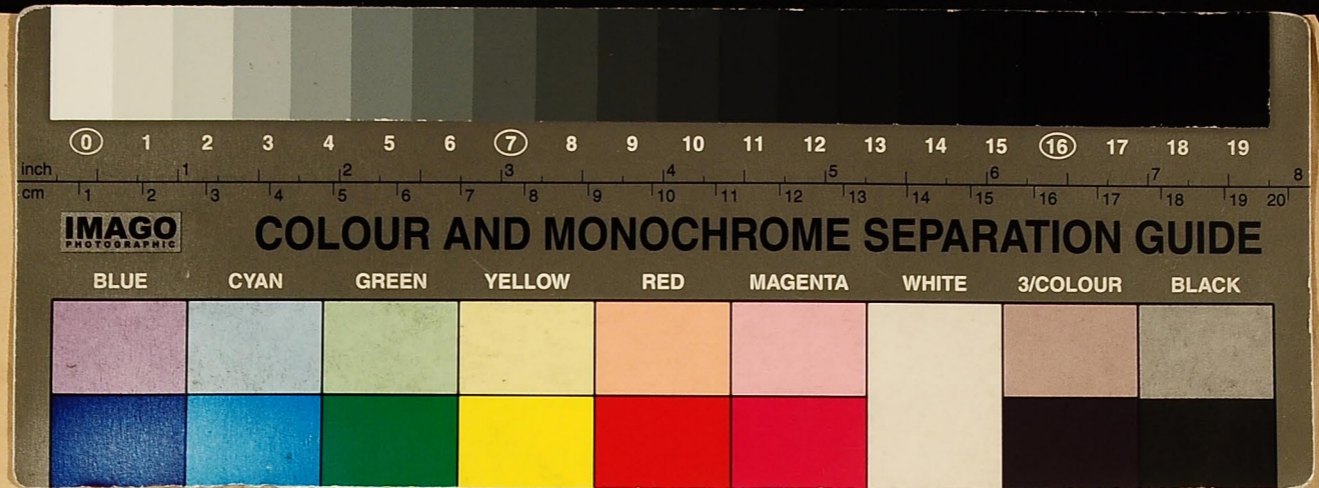 0 1 2 3 4 5 6 7 8 9 10 11 12 13 14 15 16 17 18 19
inch 1 2 3 4 5 6 7 8
cm 1 2 3 4 5 6 7 8 9 10 11 12 13 14 15 16 17 18 19 20
IMAGO
PHOTOGRAPHIC
COLOUR AND MONOCHROME SEPARATION GUIDE
BLUE CYAN GREEN YELLOW RED MAGENTA WHITE 3/COLOUR BLACK